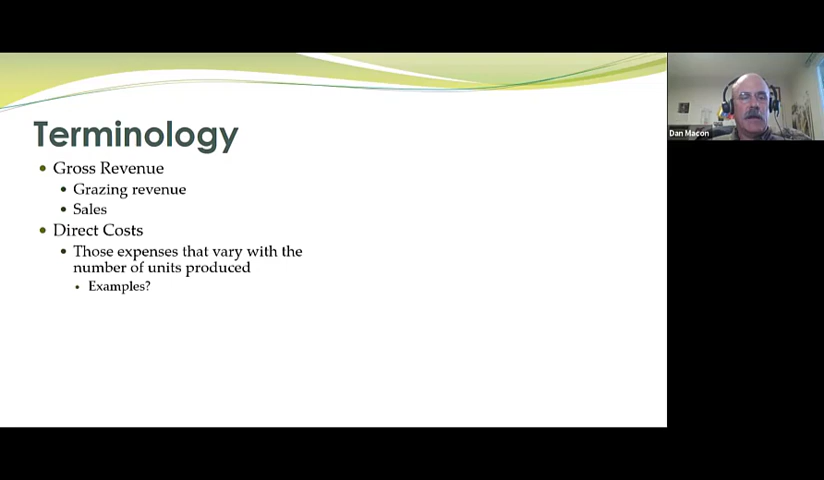 Terminology
Gross Revenue
Grazing revenue
Sales
Direct Costs
Those expenses that vary with the
number of units produced
Examples?
Dan Macon